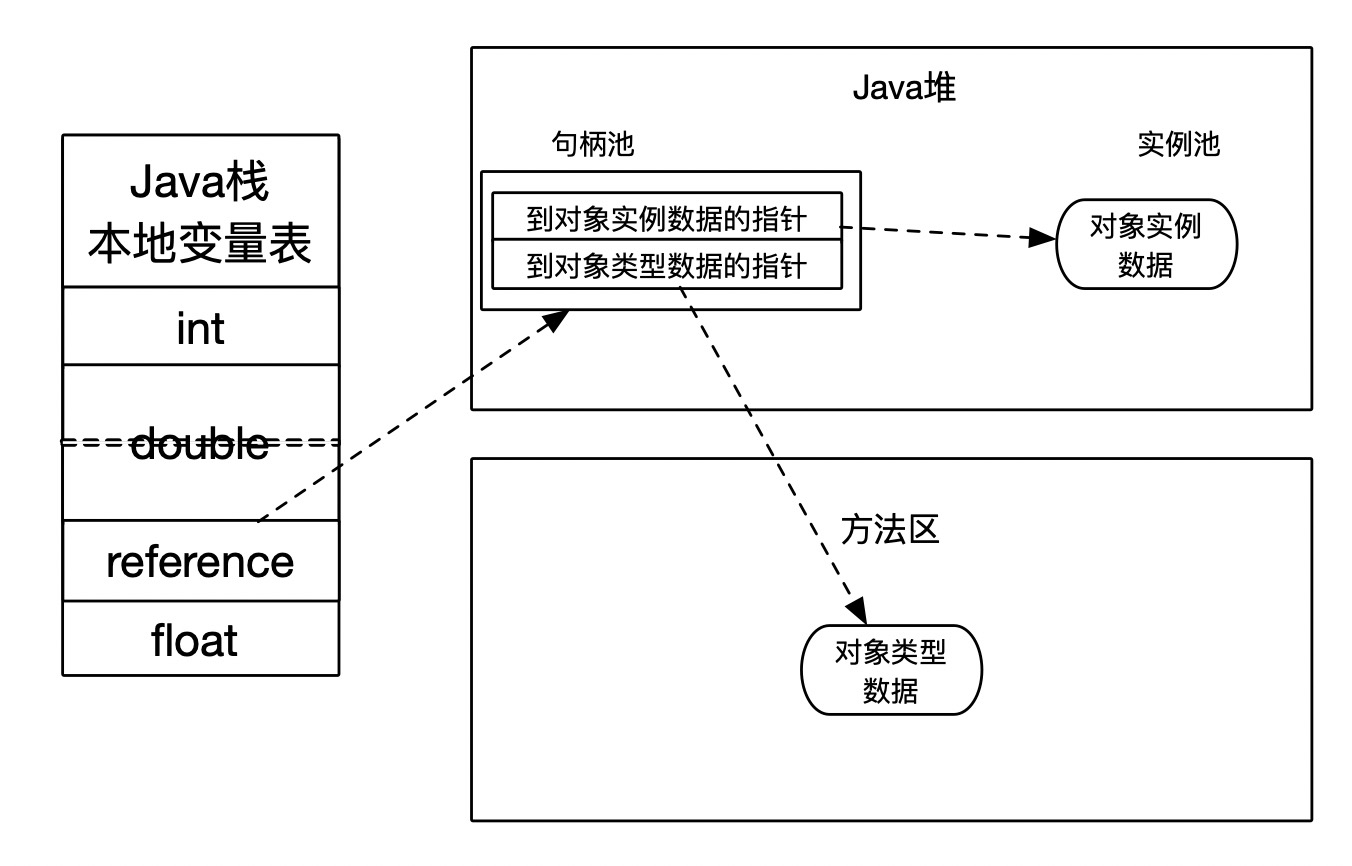 Java栈
本地变量表
int
double
reference
float
Java堆
句柄池
实例池
到对象实例数据的指针
到对象类型数据的指针
对象实例
数据
方法区
对象类型
数据